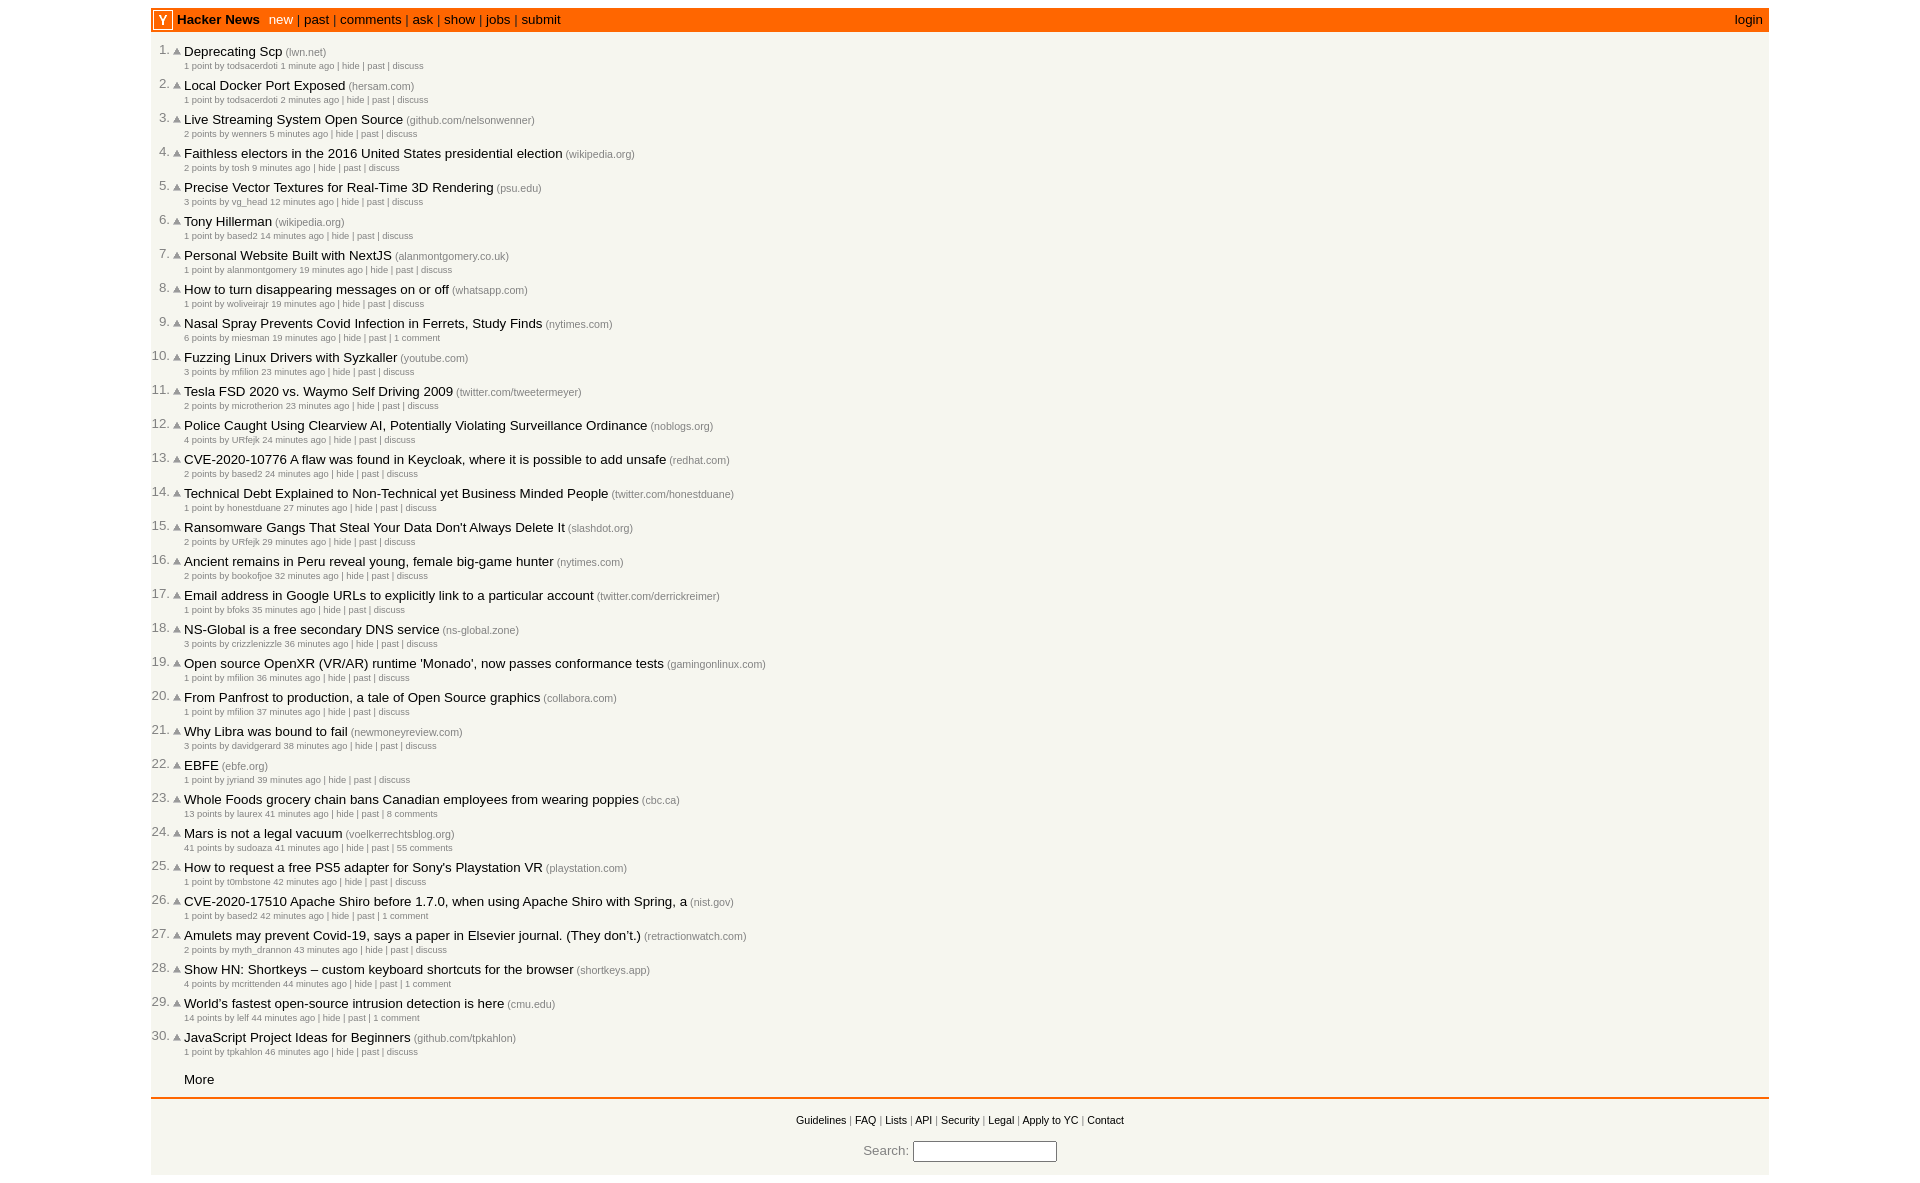 Y Hacker News new | past | comments | ask | show | jobs | submit login
1. Deprecating Scp (lwn.net)
1 point by todsacerdoti 1 minute ago | hide | past | discuss
2. Local Docker Port Exposed (hersam.com)
1 point by todsacerdoti 2 minutes ago | hide | past | discuss
3. Live Streaming System Open Source (github.com/nelsonwenner)
2 points by wenners 5 minutes ago | hide | past | discuss
4. Faithless electors in the 2016 United States presidential election (wikipedia.org)
2 points by tosh 9 minutes ago | hide | past | discuss
5. Precise Vector Textures for Real-Time 3D Rendering (psu.edu)
3 points by vg_head 12 minutes ago | hide | past | discuss
6. Tony Hillerman (wikipedia.org)
1 point by based2 14 minutes ago | hide | past | discuss
7. Personal Website Built with NextJS (alanmontgomery.co.uk)
1 point by alanmontgomery 19 minutes ago | hide | past | discuss
8. How to turn disappearing messages on or off (whatsapp.com)
1 point by woliveirajr 19 minutes ago | hide | past | discuss
9. Nasal Spray Prevents Covid Infection in Ferrets, Study Finds (nytimes.com)
6 points by miesman 19 minutes ago | hide | past | 1 comment
10. Fuzzing Linux Drivers with Syzkaller (youtube.com)
3 points by mfilion 23 minutes ago | hide | past | discuss
11. Tesla FSD 2020 vs. Waymo Self Driving 2009 (twitter.com/tweetermeyer)
2 points by microtherion 23 minutes ago | hide | past | discuss
12. Police Caught Using Clearview AI, Potentially Violating Surveillance Ordinance (noblogs.org)
4 points by URfejk 24 minutes ago | hide | past | discuss
13. CVE-2020-10776 A flaw was found in Keycloak, where it is possible to add unsafe (redhat.com)
2 points by based2 24 minutes ago | hide | past | discuss
14. Technical Debt Explained to Non-Technical yet Business Minded People (twitter.com/honestduane)
1 point by honestduane 27 minutes ago | hide | past | discuss
15. Ransomware Gangs That Steal Your Data Don't Always Delete It (slashdot.org)
2 points by URfejk 29 minutes ago | hide | past | discuss
16. Ancient remains in Peru reveal young, female big-game hunter (nytimes.com)
2 points by bookofjoe 32 minutes ago | hide | past | discuss
17. Email address in Google URLs to explicitly link to a particular account (twitter.com/derrickreimer)
1 point by bfoks 35 minutes ago | hide | past | discuss
18. NS-Global is a free secondary DNS service (ns-global.zone)
3 points by crizzlenizzle 36 minutes ago | hide | past | discuss
19. Open source OpenXR (VR/AR) runtime 'Monado', now passes conformance tests (gamingonlinux.com)
1 point by mfilion 36 minutes ago | hide | past | discuss
20. From Panfrost to production, a tale of Open Source graphics (collabora.com)
1 point by mfilion 37 minutes ago | hide | past | discuss
21. Why Libra was bound to fail (newmoneyreview.com)
3 points by davidgerard 38 minutes ago | hide | past | discuss
22. EBFE (ebfe.org)
1 point by jyriand 39 minutes ago | hide | past | discuss
23. Whole Foods grocery chain bans Canadian employees from wearing poppies (cbc.ca)
13 points by laurex 41 minutes ago | hide | past | 8 comments
24. Mars is not a legal vacuum (voelkerrechtsblog.org)
41 points by sudoaza 41 minutes ago | hide | past | 55 comments
25. How to request a free PS5 adapter for Sony's Playstation VR (playstation.com)
1 point by t0mbstone 42 minutes ago | hide | past | discuss
26. CVE-2020-17510 Apache Shiro before 1.7.0, when using Apache Shiro with Spring, a (nist.gov)
1 point by based2 42 minutes ago | hide | past | 1 comment
27. Amulets may prevent Covid-19, says a paper in Elsevier journal. (They don’t.) (retractionwatch.com)
2 points by myth_drannon 43 minutes ago | hide | past | discuss
28. Show HN: Shortkeys – custom keyboard shortcuts for the browser (shortkeys.app)
4 points by mcrittenden 44 minutes ago | hide | past | 1 comment
29. World’s fastest open-source intrusion detection is here (cmu.edu)
14 points by lelf 44 minutes ago | hide | past | 1 comment
30. JavaScript Project Ideas for Beginners (github.com/tpkahlon)
1 point by tpkahlon 46 minutes ago | hide | past | discuss
More
Guidelines | FAQ | Lists | API | Security | Legal | Apply to YC | Contact
Search: